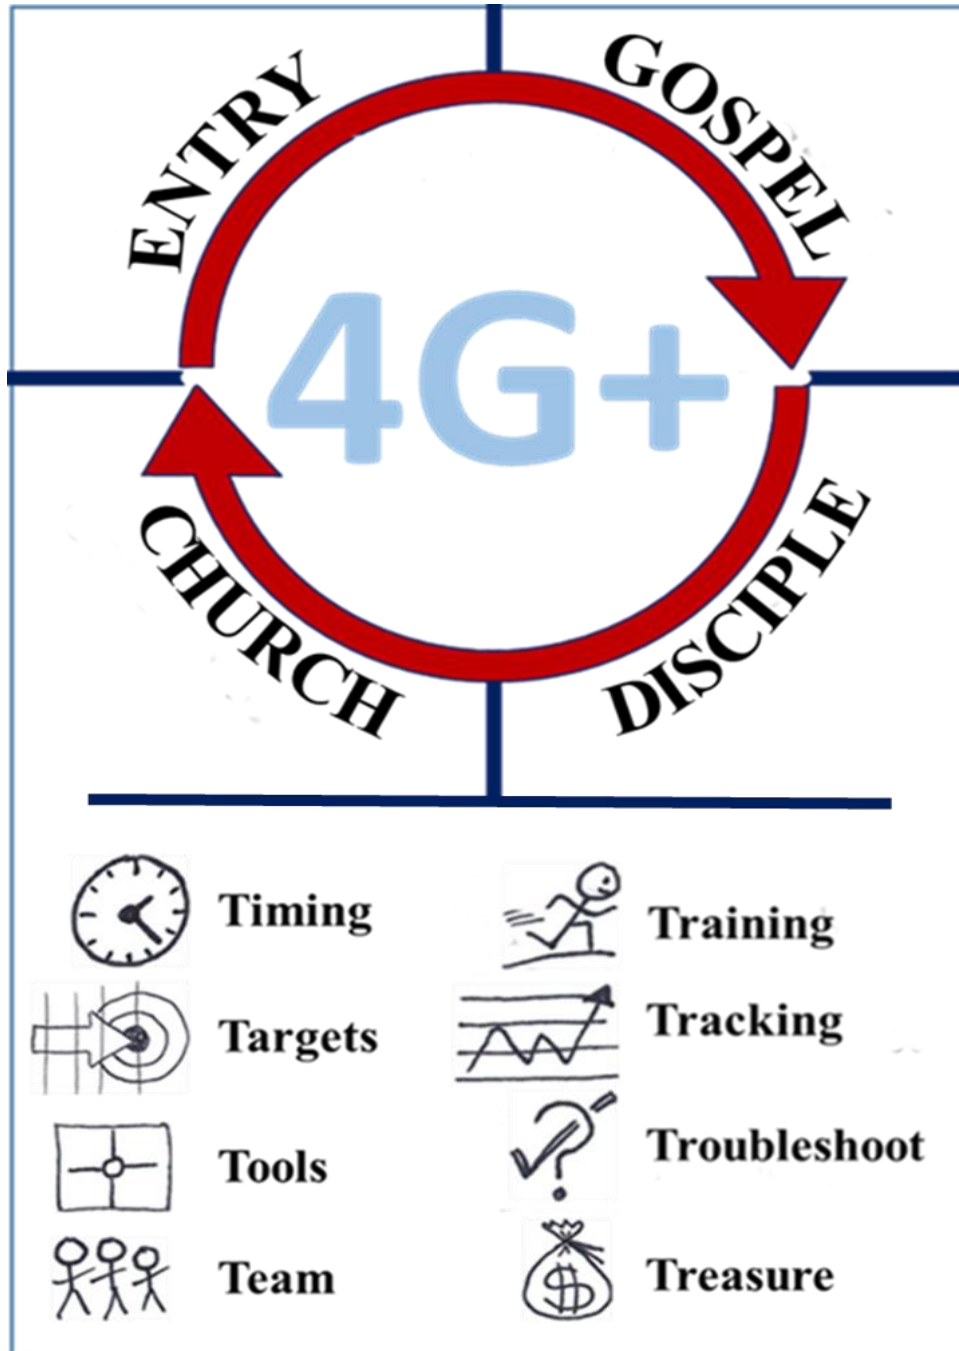 ENTRY
GOSPEL
4G+
CHURCH
DISCIPLE
Timing
Training
Targets
Tracking
Tools
Troubleshoot
Team
Treasure
$